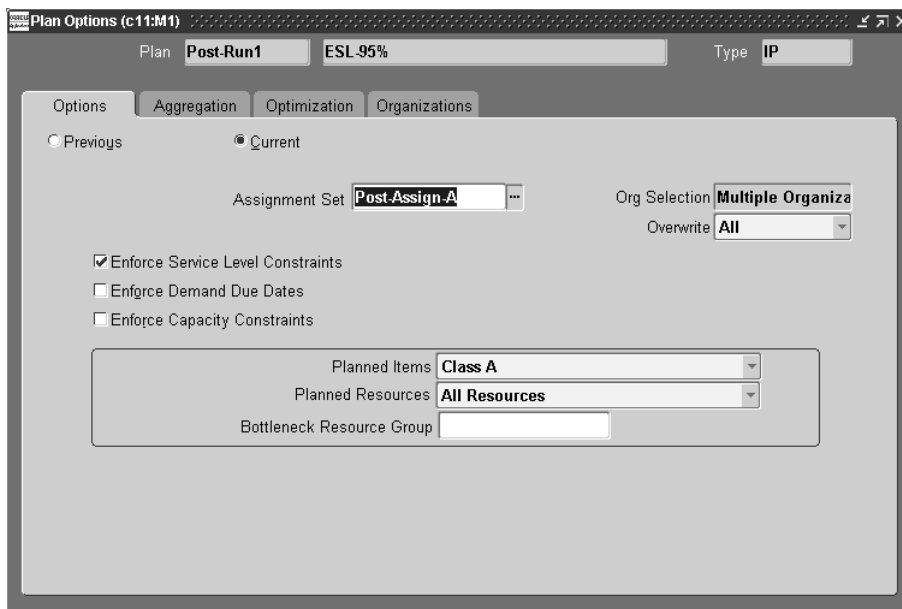 ORACLE Plan Options (c11:M1)
Plan Post-Run1 ESL-95% Type IP
Options Aggregation Optimization Organizations
Previous Current
Assignment Set Post-Assign-A ... Org Selection Multiple Organiza
Overwrite All
Enforce Service Level Constraints
Enforce Demand Due Dates
Enforce Capacity Constraints
Planned Items Class A
Planned Resources All Resources
Bottleneck Resource Group